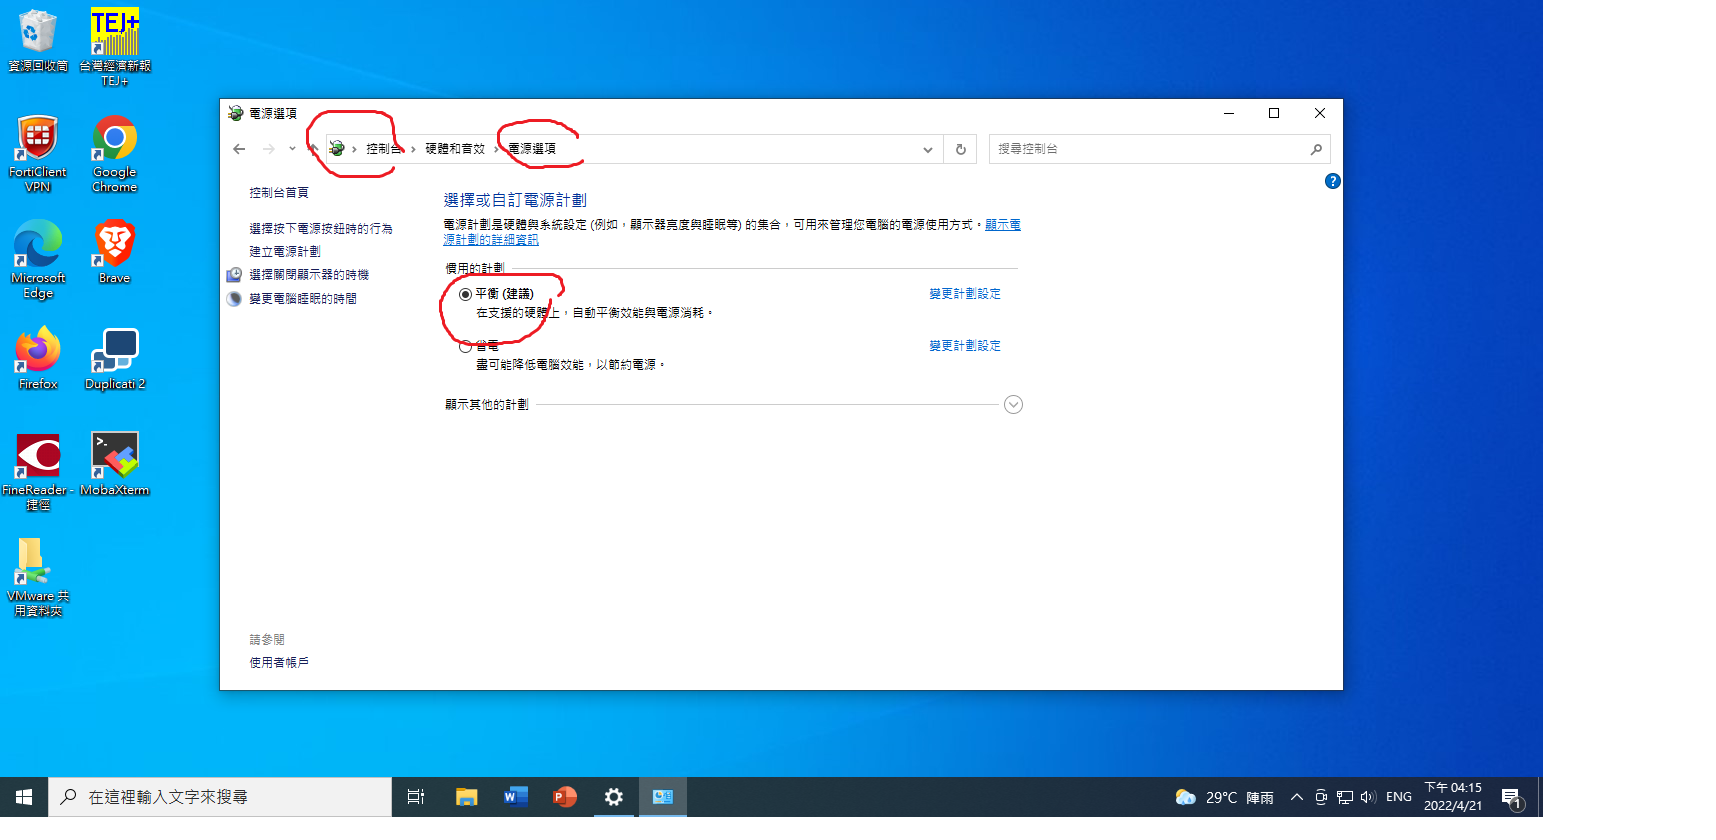 資源回收筒
台灣經濟新報
TEJ+
TEJ+
FortiClient
VPN
Google
Chrome
Microsoft
Edge
Brave
Firefox
Duplicati 2
FineReader -
捷徑
MobaXterm
VMware 共
用資料夾
電源選項
控制台 › 硬體和音效 › 電源選項
搜尋控制台
控制台首頁
選擇按下電源按鈕時的行為
建立電源計劃
選擇關閉顯示器的時機
變更電腦睡眠的時間
選擇或自訂電源計劃
電源計劃是硬體與系統設定 (例如，顯示器亮度與睡眠等) 的集合，可用來管理您電腦的電源使用方式。顯示電
源計劃的詳細資訊
慣用的計劃
平衡 (建議)
變更計劃設定
在支援的硬體上，自動平衡效能與電源消耗。
省電
變更計劃設定
盡可能降低電腦效能，以節約電源。
顯示其他的計劃
請參閱
使用者帳戶
在這裡輸入文字來搜尋
29°C 陣雨
ENG
下午 04:15
2022/4/21
1